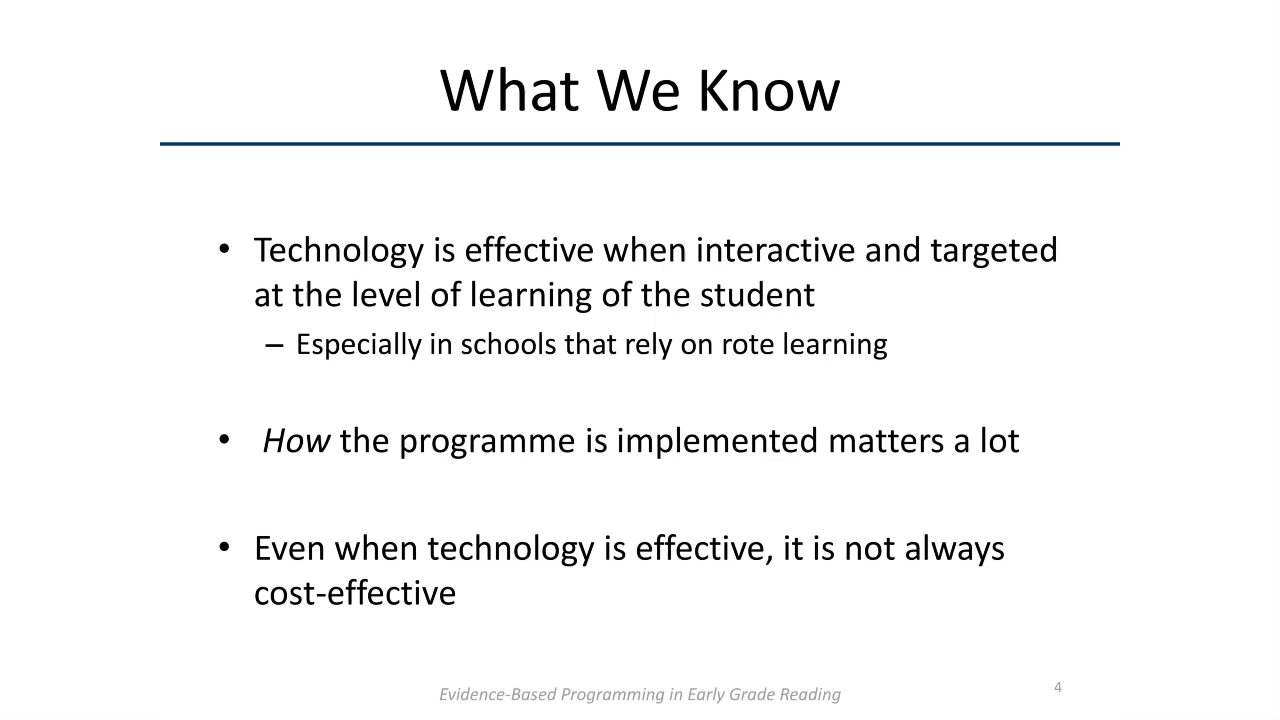 What We Know
• Technology is effective when interactive and targeted
at the level of learning of the student
– Especially in schools that rely on rote learning
• How the programme is implemented matters a lot
• Even when technology is effective, it is not always
cost-effective
Evidence-Based Programming in Early Grade Reading
4